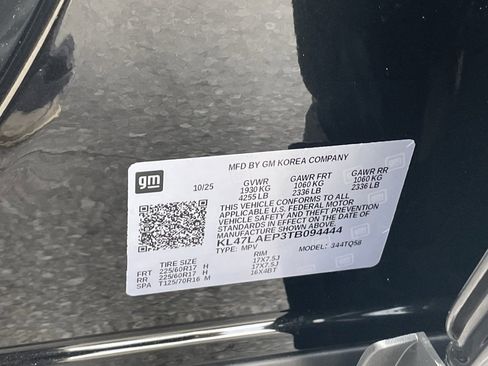 MFD BY GM KOREA COMPANY
gm 10/25 GVWR GAWR FRT GAWR RR
1930 KG 1060 KG 1060 KG
4255 LB 2336 LB 2336 LB
THIS VEHICLE CONFORMS TO ALL
APPLICABLE U.S. FEDERAL MOTOR
VEHICLE SAFETY AND THEFT PREVENTION
STANDARDS IN EFFECT ON THE DATE OF
MANUFACTURE SHOWN ABOVE.
KL47LAEP3TB094444
TYPE: MPV MODEL: 344TQ58
TIRE SIZE RIM
FRT 225/60R17 H 17X7.5J
RR 225/60R17 H 17X7.5J
SPA T125/70R16 M 16X4BT